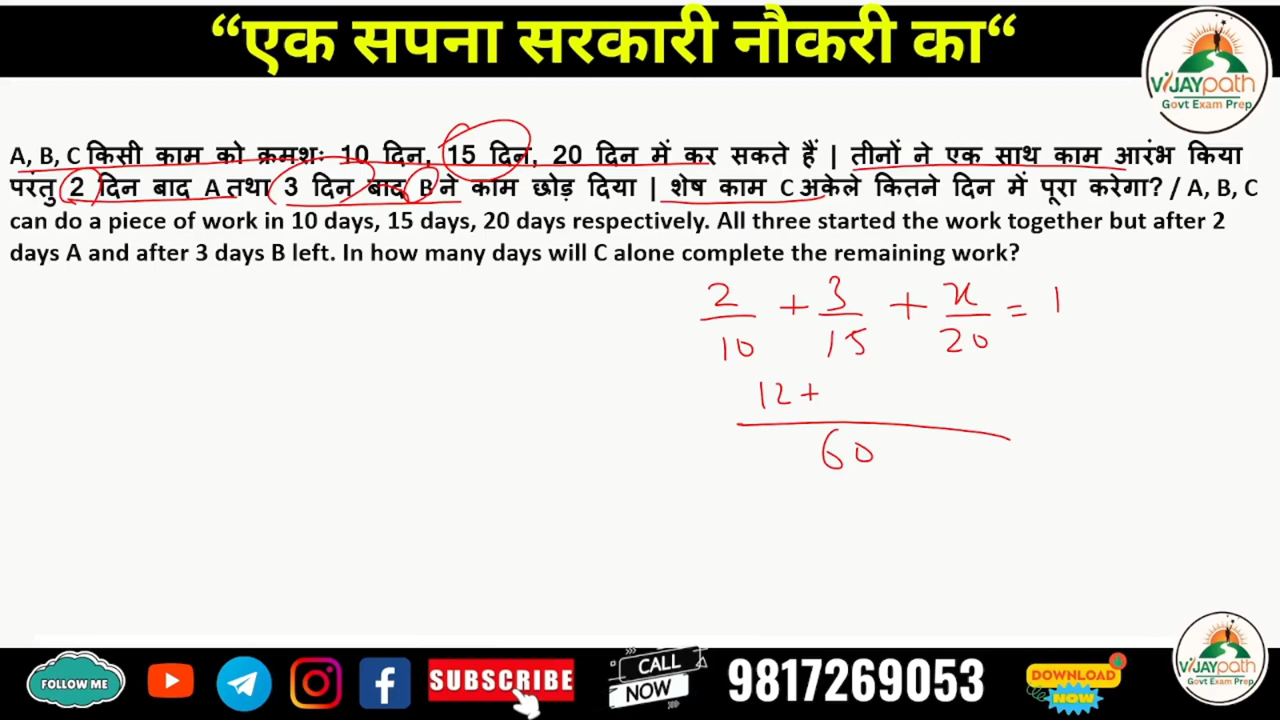 “एक सपना सरकारी नौकरी का“
VIJAYpath
Govt Exam Prep
A, B, C किसी काम को क्रमशः 10 दिन, 15 दिन, 20 दिन में कर सकते हैं | तीनों ने एक साथ काम आरंभ किया
परंतु 2 दिन बाद A तथा 3 दिन बाद B ने काम छोड़ दिया | शेष काम C अकेले कितने दिन में पूरा करेगा? / A, B, C
can do a piece of work in 10 days, 15 days, 20 days respectively. All three started the work together but after 2
days A and after 3 days B left. In how many days will C alone complete the remaining work?
2/10 + 3/15 + x/20 = 1
12 +
60
FOLLOW ME
SUBSCRIBE
CALL
NOW
9817269053
DOWNLOAD
NOW
VIJAYpath
Govt Exam Prep